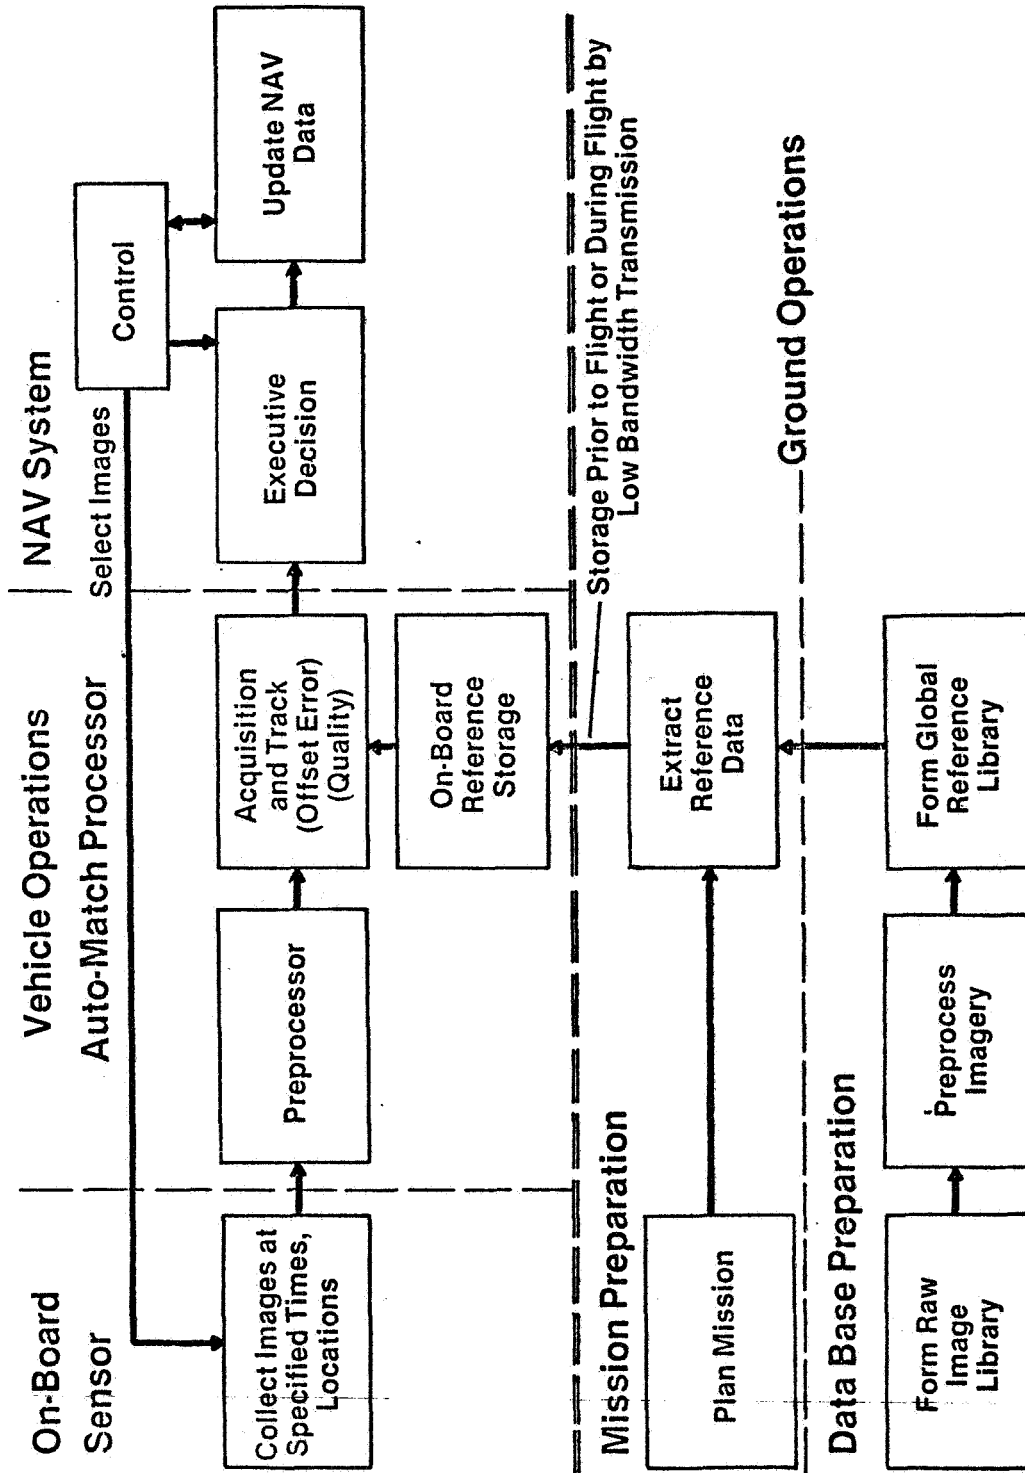 Vehicle Operations
On-Board
Sensor
Auto-Match Processor
NAV System
Select Images
Control
Collect Images at
Specified Times,
Locations
Preprocessor
Acquisition
and Track
(Offset Error)
(Quality)
Executive
Decision
Update NAV
Data
On-Board
Reference
Storage
Storage Prior to Flight or During Flight by
Low Bandwidth Transmission
Mission Preparation
Plan Mission
Extract
Reference
Data
Ground Operations
Data Base Preparation
Form Raw
Image
Library
Preprocess
Imagery
Form Global
Reference
Library